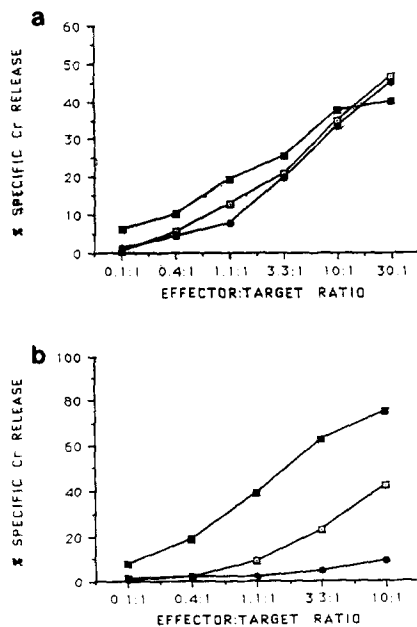 a
% SPECIFIC Cr RELEASE
60
50
40
30
20
10
0
0.1:1 0.4:1 1.1:1 3.3:1 10:1 30:1
EFFECTOR:TARGET RATIO
b
% SPECIFIC Cr RELEASE
100
80
60
40
20
0
0.1:1 0.4:1 1.1:1 3.3:1 10:1
EFFECTOR:TARGET RATIO